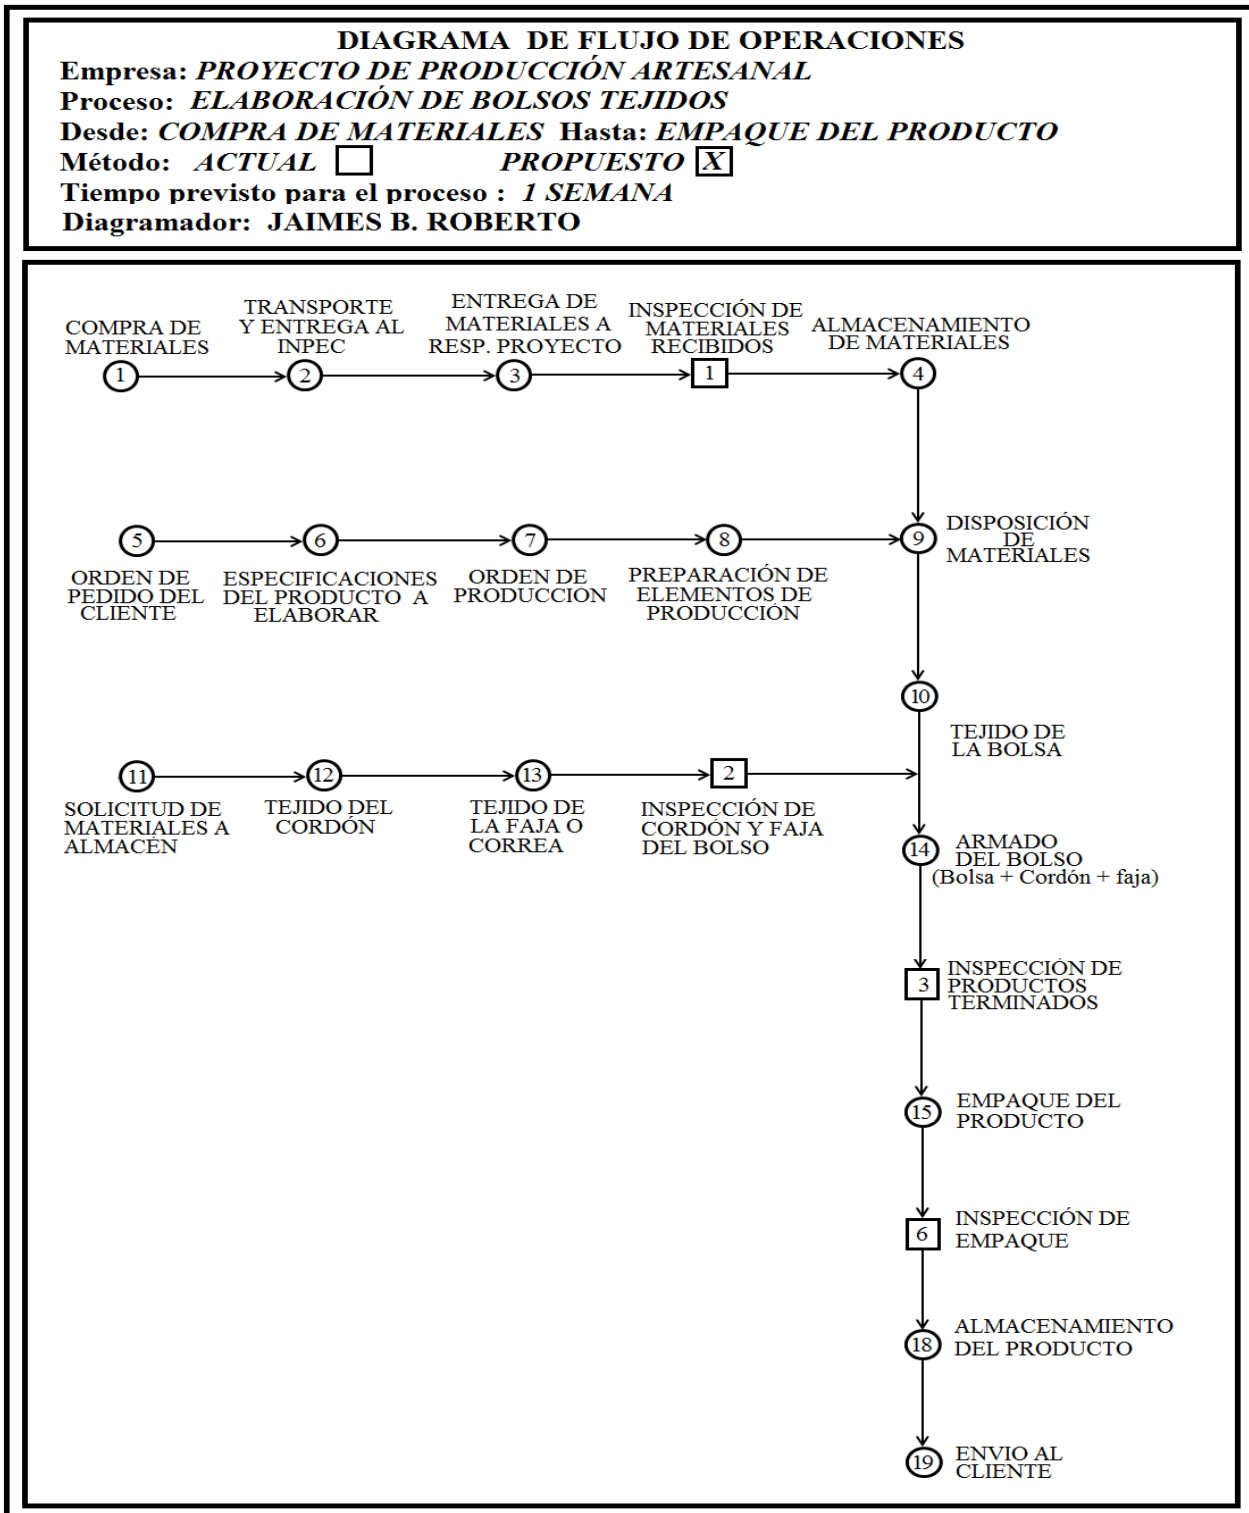 DIAGRAMA DE FLUJO DE OPERACIONES
Empresa: PROYECTO DE PRODUCCIÓN ARTESANAL
Proceso: ELABORACIÓN DE BOLSOS TEJIDOS
Desde: COMPRA DE MATERIALES Hasta: EMPAQUE DEL PRODUCTO
Método: ACTUAL PROPUESTO X
Tiempo previsto para el proceso : 1 SEMANA
Diagramador: JAIMES B. ROBERTO
COMPRA DE
MATERIALES
1
TRANSPORTE
Y ENTREGA AL
INPEC
2
ENTREGA DE
MATERIALES A
RESP. PROYECTO
3
INSPECCIÓN DE
MATERIALES
RECIBIDOS
1
ALMACENAMIENTO
DE MATERIALES
4
5
ORDEN DE
PEDIDO DEL
CLIENTE
6
ESPECIFICACIONES
DEL PRODUCTO A
ELABORAR
7
ORDEN DE
PRODUCCIÓN
8
PREPARACIÓN DE
ELEMENTOS DE
PRODUCCIÓN
9
DISPOSICIÓN
DE
MATERIALES
10
TEJIDO DE
LA BOLSA
11
SOLICITUD DE
MATERIALES A
ALMACÉN
12
TEJIDO DEL
CORDÓN
13
TEJIDO DE
LA FAJA O
CORREA
2
INSPECCIÓN DE
CORDÓN Y FAJA
DEL BOLSO
14
ARMADO
DEL BOLSO
(Bolsa + Cordón + faja)
3
INSPECCIÓN DE
PRODUCTOS
TERMINADOS
15
EMPAQUE DEL
PRODUCTO
6
INSPECCIÓN DE
EMPAQUE
18
ALMACENAMIENTO
DEL PRODUCTO
19
ENVIO AL
CLIENTE